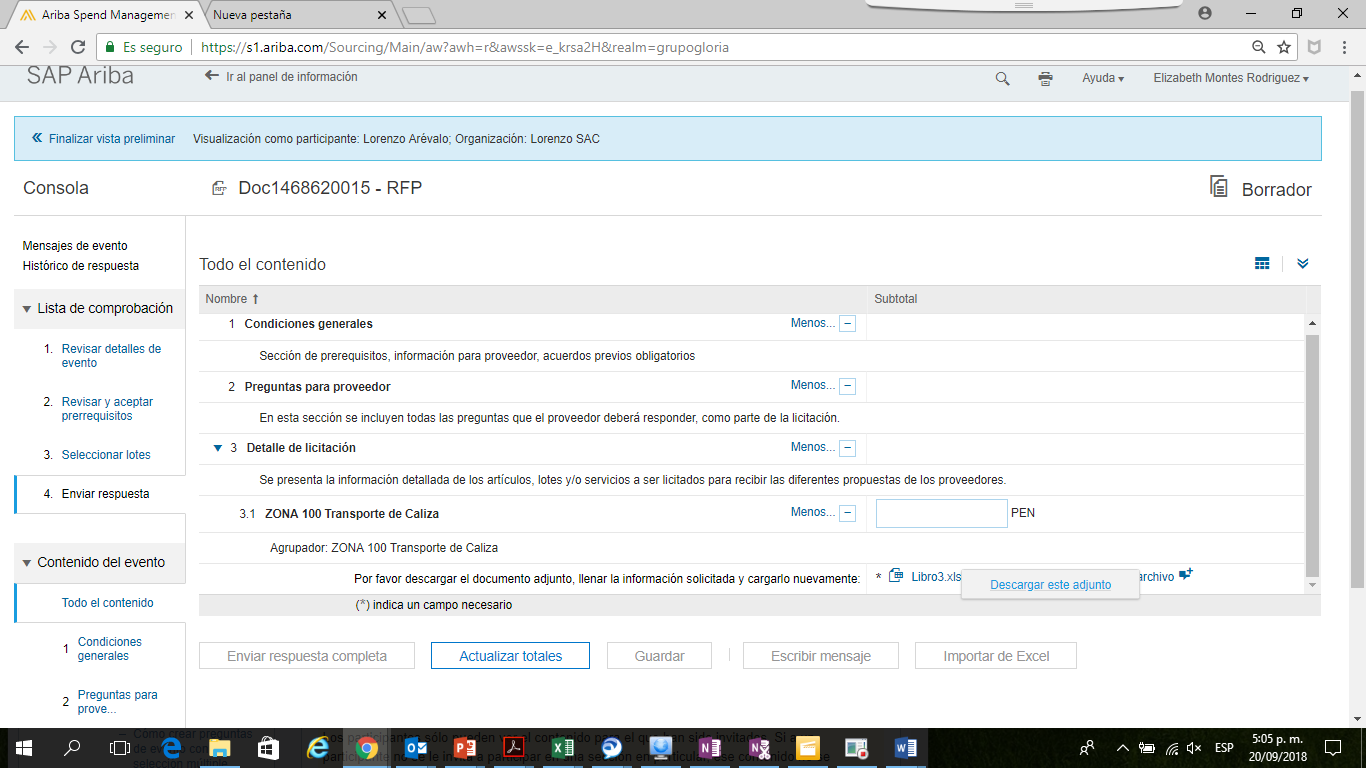 Ariba Spend Managemen
Nueva pestaña
Es seguro
https://s1.ariba.com/Sourcing/Main/aw?awh=r&awssk=e_krsa2H&realm=grupogloria
SAP Ariba
Ir al panel de información
Ayuda
Elizabeth Montes Rodriguez
Finalizar vista preliminar
Visualización como participante: Lorenzo Arévalo; Organización: Lorenzo SAC
Consola
Doc1468620015 - RFP
Borrador
Mensajes de evento
Histórico de respuesta
Lista de comprobación
1. Revisar detalles de
evento
2. Revisar y aceptar
prerrequisitos
3. Seleccionar lotes
4. Enviar respuesta
Contenido del evento
Todo el contenido
1 Condiciones
generales
2 Preguntas para
prove...
Todo el contenido
Nombre ↑
Subtotal
1 Condiciones generales
Menos...
Sección de prerequisitos, información para proveedor, acuerdos previos obligatorios
2 Preguntas para proveedor
Menos...
En esta sección se incluyen todas las preguntas que el proveedor deberá responder, como parte de la licitación.
3 Detalle de licitación
Menos...
Se presenta la información detallada de los artículos, lotes y/o servicios a ser licitados para recibir las diferentes propuestas de los proveedores.
3.1 ZONA 100 Transporte de Caliza
Menos...
PEN
Agrupador: ZONA 100 Transporte de Caliza
Por favor descargar el documento adjunto, llenar la información solicitada y cargarlo nuevamente:
* Libro3.xls
archivo
Descargar este adjunto
(*) indica un campo necesario
Enviar respuesta completa
Actualizar totales
Guardar
Escribir mensaje
Importar de Excel
ESP
5:05 p. m.
20/09/2018